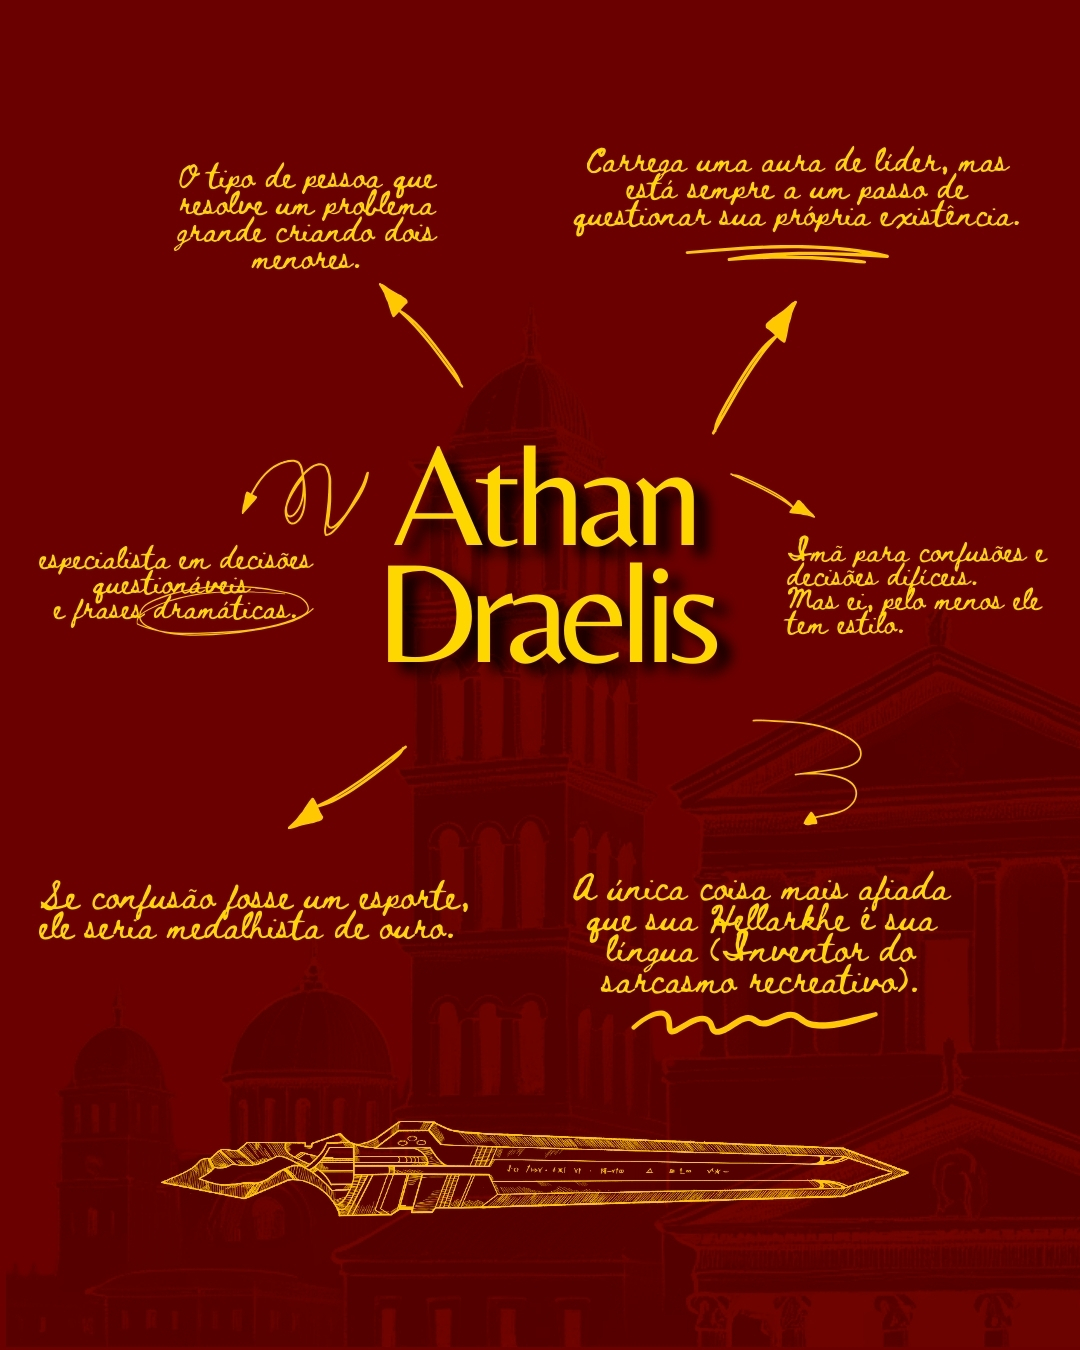 O tipo de pessoa que
resolve um problema
grande criando dois
menores.
Carrega uma aura de líder, mas
está sempre a um passo de
questionar sua própria existência.
Athan
Draelis
especialista em decisões
questionáveis
e frases dramáticas.
Imã para confusões e
decisões difíceis.
Mas ei, pelo menos ele
tem estilo.
Se confusão fosse um esporte,
ele seria medalhista de ouro.
A única coisa mais afiada
que sua Hellarkhe é sua
língua (Inventor do
sarcasmo recreativo).